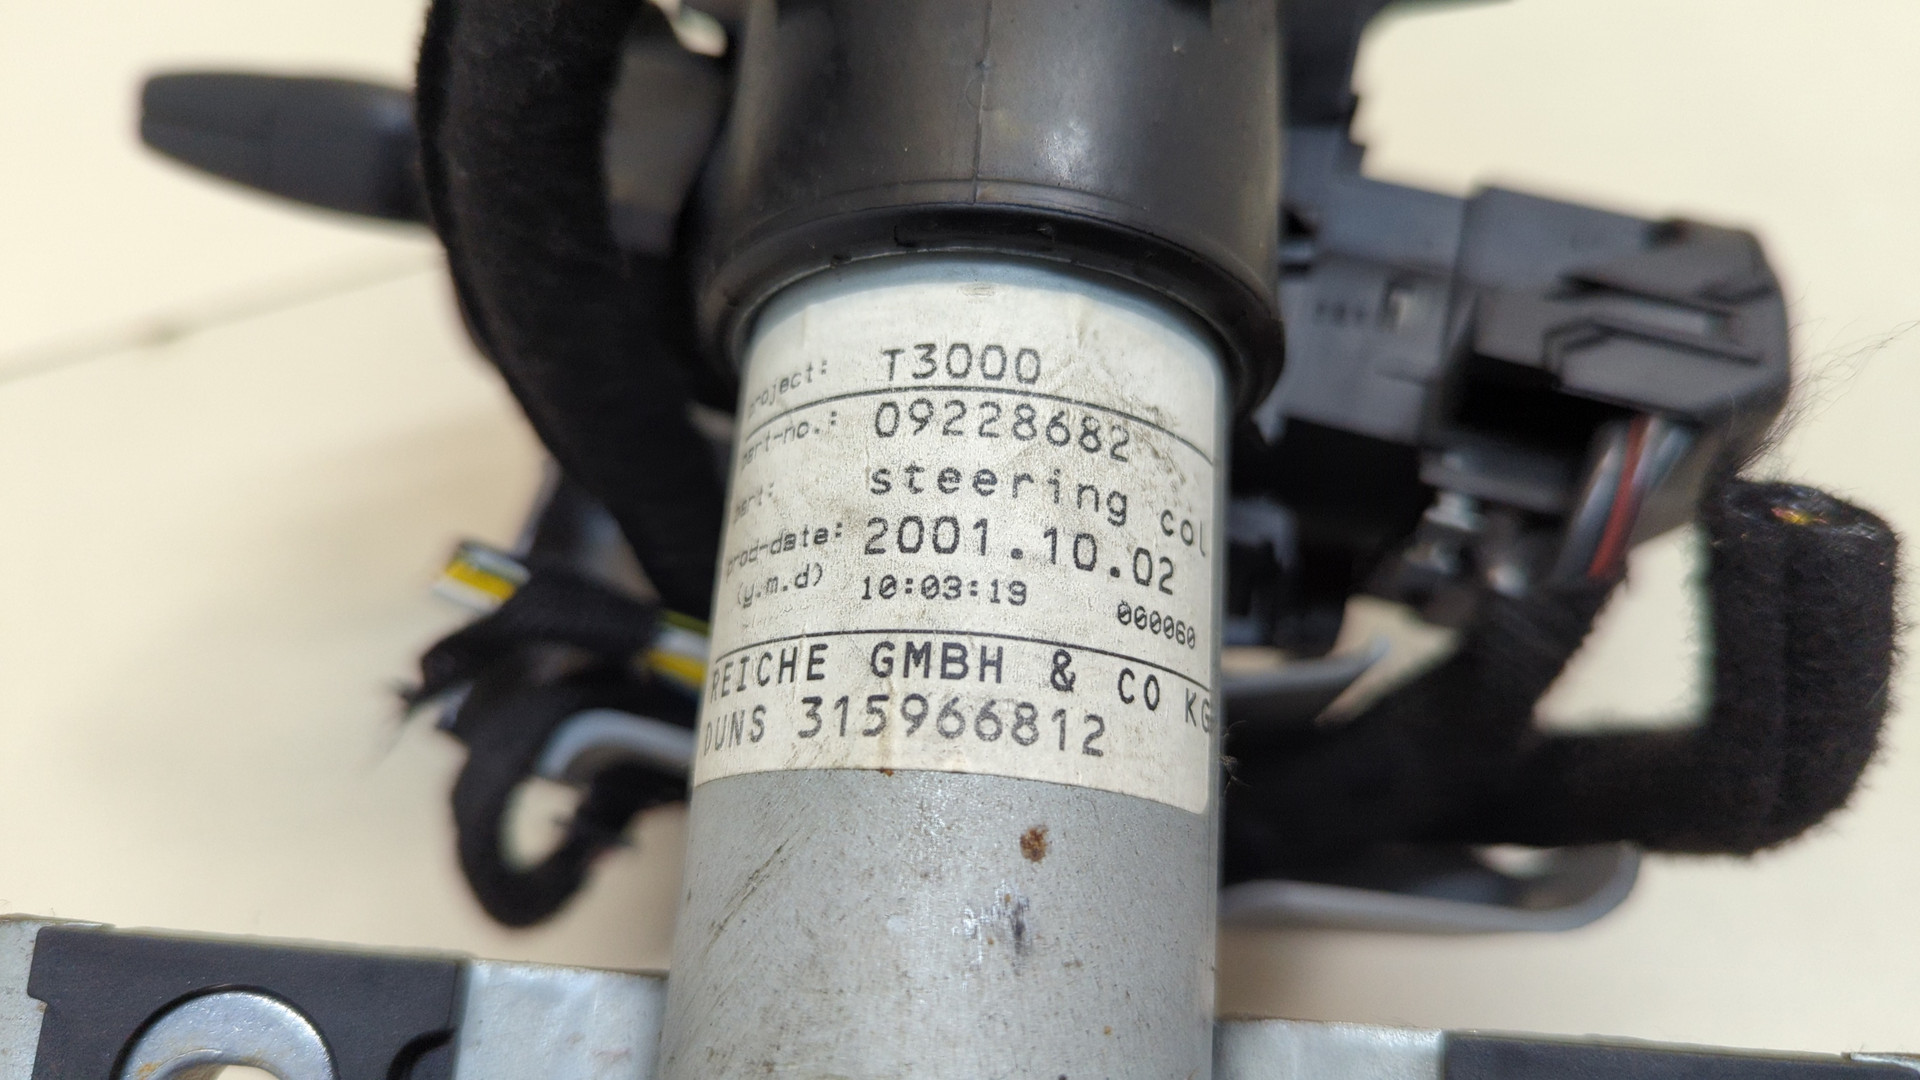 project: T3000
part-no.: 09228682
steering col
prod-date: 2001.10.02
(y.m.d) 10:03:19 000060
REICHE GMBH & CO KG
DUNS 315966812